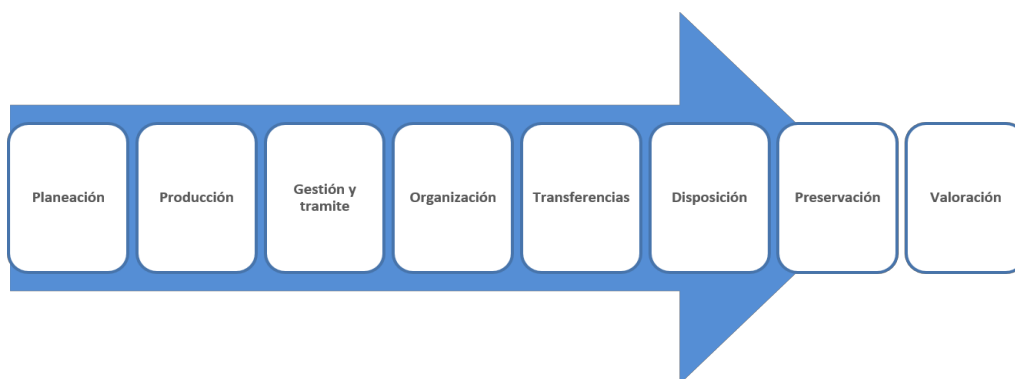 Planeación
Producción
Gestión y
tramite
Organización
Transferencias
Disposición
Preservación
Valoración